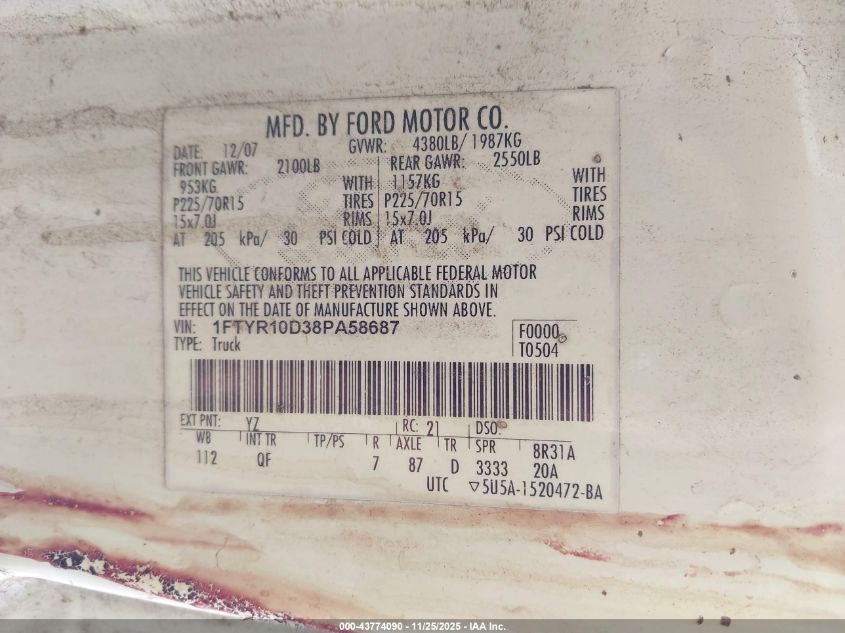 MFD. BY FORD MOTOR CO.
DATE: 12/07 GVWR: 4380LB/ 1987KG
FRONT GAWR: 2100LB REAR GAWR: 2550LB
953KG WITH 1157KG WITH
P225/70R15 TIRES P225/70R15 TIRES
15x7.0J RIMS 15x7.0J RIMS
AT 205 kPa/ 30 PSI COLD AT 205 kPa/ 30 PSI COLD
THIS VEHICLE CONFORMS TO ALL APPLICABLE FEDERAL MOTOR
VEHICLE SAFETY AND THEFT PREVENTION STANDARDS IN
EFFECT ON THE DATE OF MANUFACTURE SHOWN ABOVE.
VIN: 1FTYR10D38PA58687 F0000
TYPE: Truck T0504
EXT PNT: YZ RC: 21 DSO
WB INT TR TP/PS R AXLE TR SPR 8R31A
112 QF 7 87 D 3333 20A
UTC ▽5U5A-1520472-BA
000-43774090 - 11/25/2025 - IAA Inc.